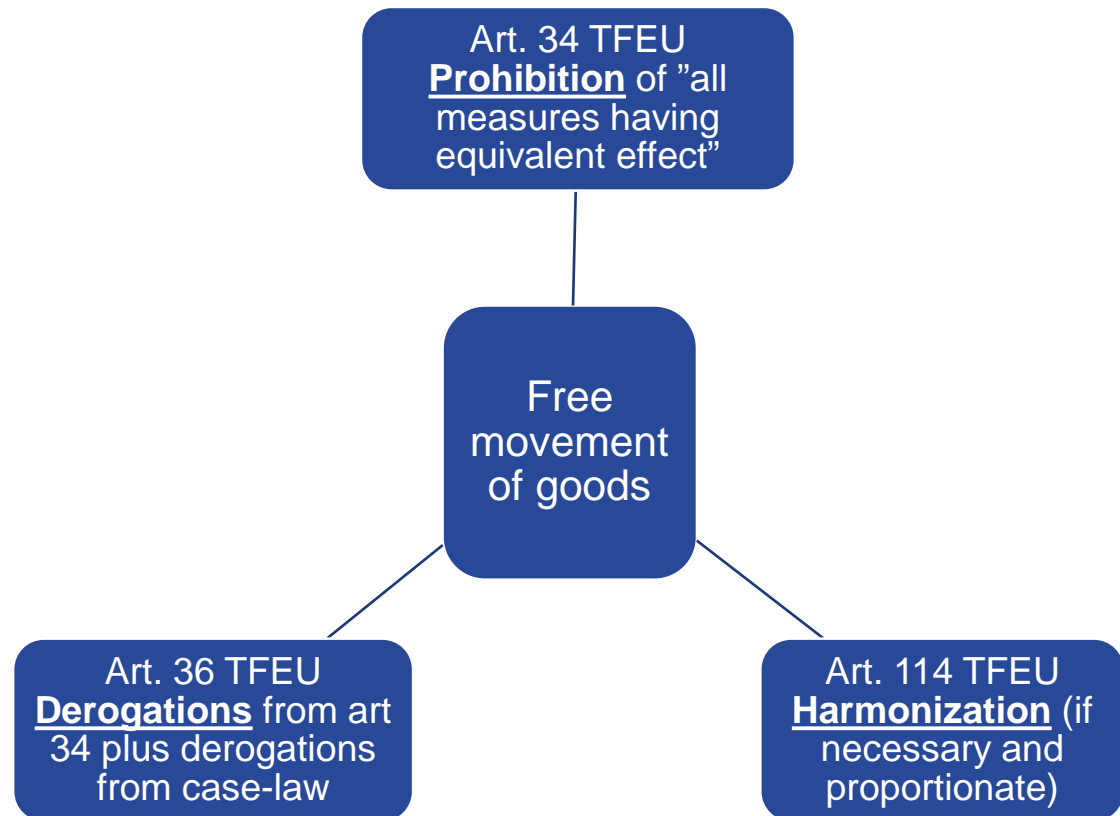 Art. 34 TFEU
Prohibition of ”all
measures having
equivalent effect”
Free
movement
of goods
Art. 36 TFEU
Derogations from art
34 plus derogations
from case-law
Art. 114 TFEU
Harmonization (if
necessary and
proportionate)